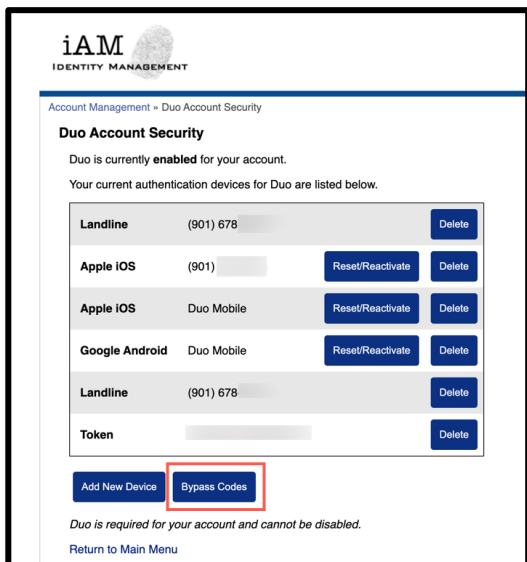 iAM
IDENTITY MANAGEMENT
Account Management » Duo Account Security
Duo Account Security
Duo is currently enabled for your account.
Your current authentication devices for Duo are listed below.
Landline (901) 678 Delete
Apple iOS (901) Reset/Reactivate Delete
Apple iOS Duo Mobile Reset/Reactivate Delete
Google Android Duo Mobile Reset/Reactivate Delete
Landline (901) 678- Delete
Token Delete
Add New Device Bypass Codes
Duo is required for your account and cannot be disabled.
Return to Main Menu